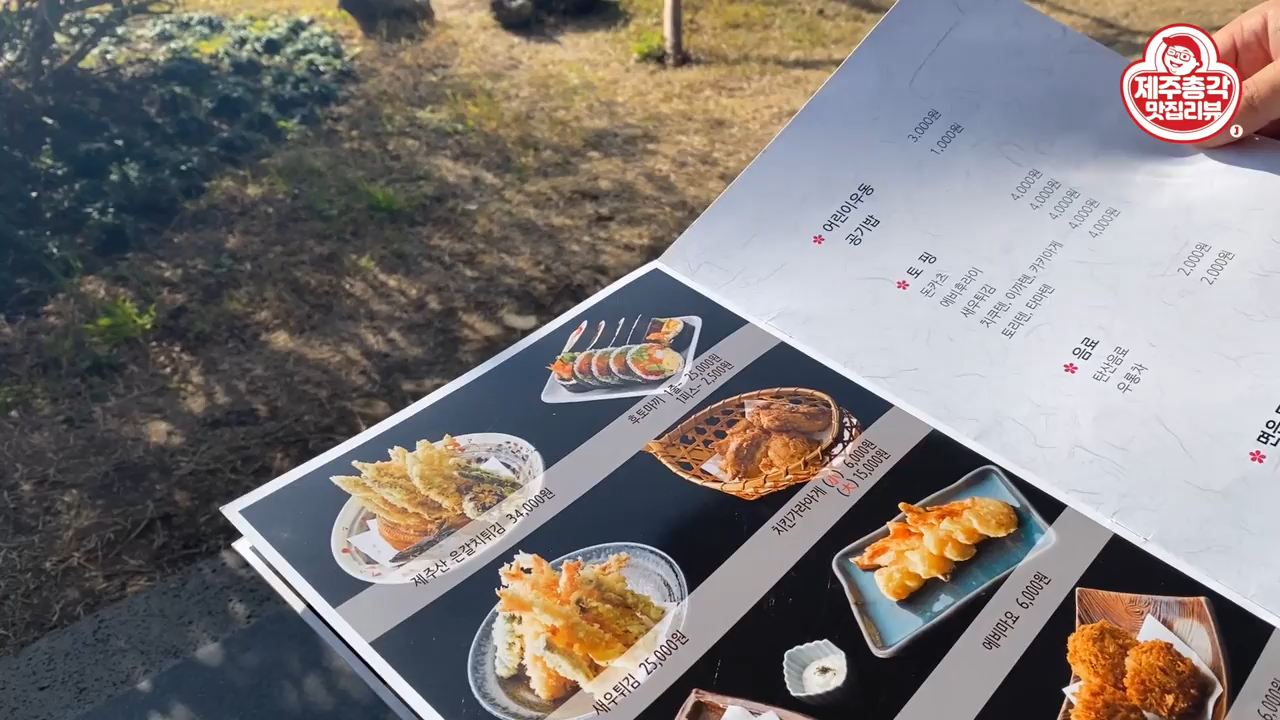 제주총각
맛집리뷰
어린이우동 3,000원
공기밥 1,000원
토 핑
돈카츠 4,000원
에비후라이 4,000원
새우튀김 4,000원
치쿠텐, 이까텐, 카키아게 4,000원
토리텐, 타마텐 4,000원
음료
탄산음료 2,000원
우롱차 2,000원
면우
후토마끼 1줄- 25,000원
1피스- 2,500원
제주산 은갈치튀김 34,000원
치킨가라아게 (小) 6,000원
(大) 15,000원
새우튀김 25,000원
에비마요 6,000원